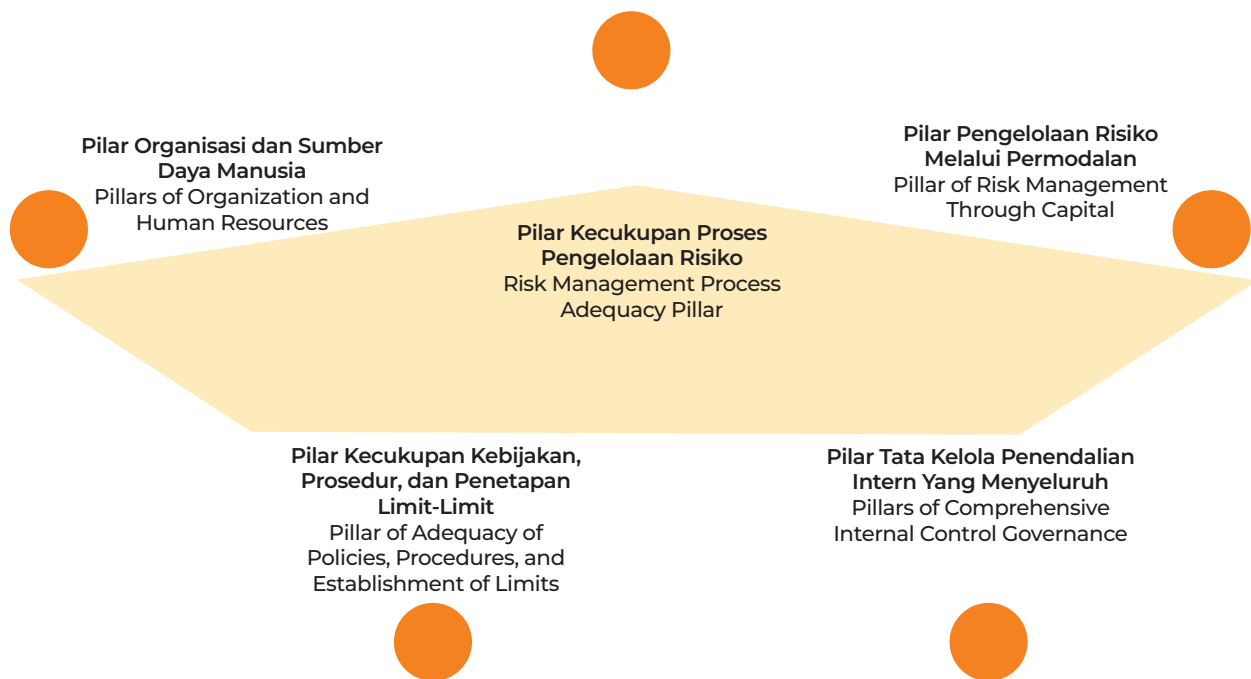 Pilar Organisasi dan Sumber
Daya Manusia
Pillars of Organization and
Human Resources
Pilar Pengelolaan Risiko
Melalui Permodalan
Pillar of Risk Management
Through Capital
Pilar Kecukupan Proses
Pengelolaan Risiko
Risk Management Process
Adequacy Pillar
Pilar Kecukupan Kebijakan,
Prosedur, dan Penetapan
Limit-Limit
Pillar of Adequacy of
Policies, Procedures, and
Establishment of Limits
Pilar Tata Kelola Penendalian
Intern Yang Menyeluruh
Pillars of Comprehensive
Internal Control Governance